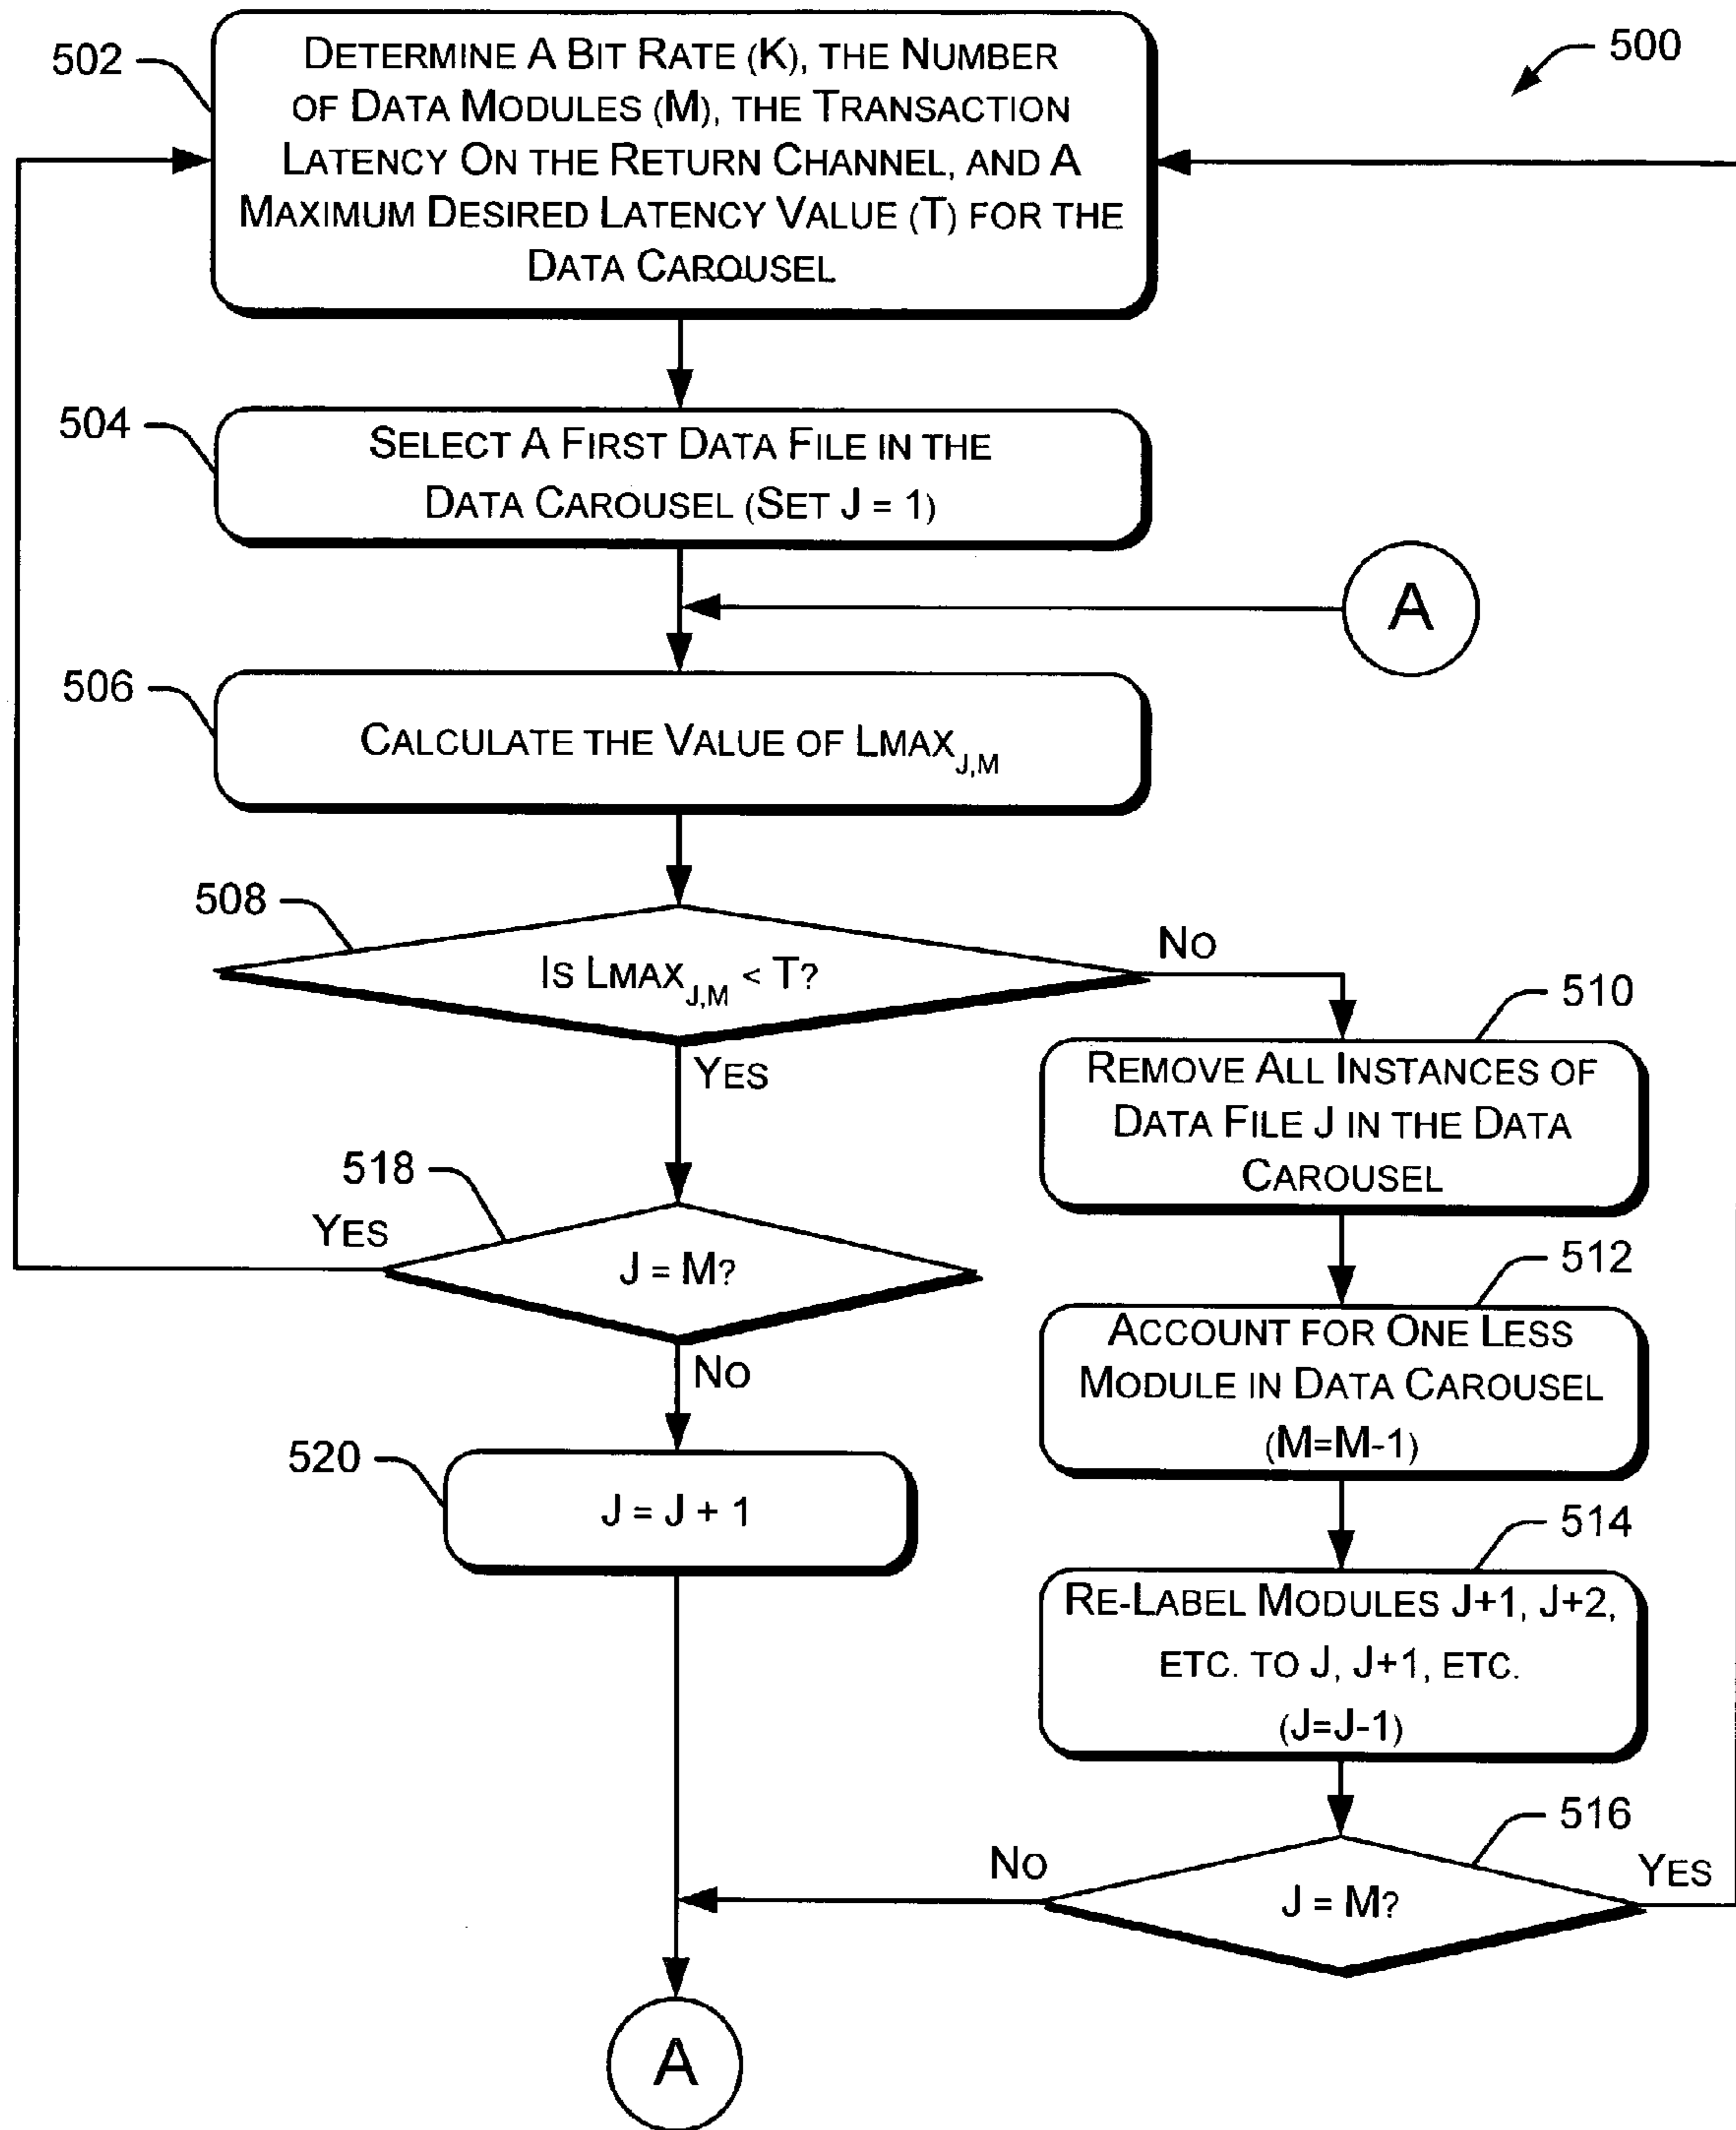 500
502
DETERMINE A BIT RATE (K), THE NUMBER
OF DATA MODULES (M), THE TRANSACTION
LATENCY ON THE RETURN CHANNEL, AND A
MAXIMUM DESIRED LATENCY VALUE (T) FOR THE
DATA CAROUSEL
504
SELECT A FIRST DATA FILE IN THE
DATA CAROUSEL (SET J = 1)
A
506
CALCULATE THE VALUE OF LMAX J,M
508
IS LMAX J,M < T?
NO
YES
510
REMOVE ALL INSTANCES OF
DATA FILE J IN THE DATA
CAROUSEL
518
YES
J = M?
NO
512
ACCOUNT FOR ONE LESS
MODULE IN DATA CAROUSEL
(M=M-1)
520
J = J + 1
514
RE-LABEL MODULES J+1, J+2,
ETC. TO J, J+1, ETC.
(J=J-1)
516
NO
J = M?
YES
A